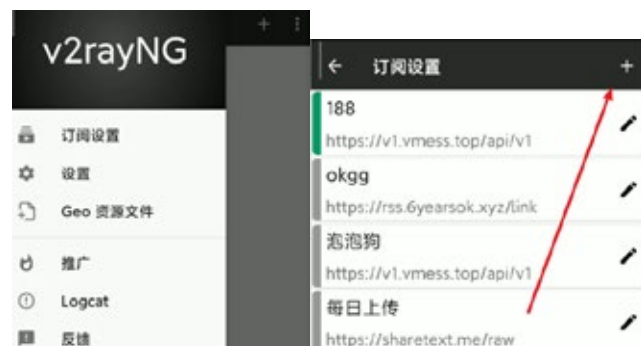 v2rayNG
订阅设置
设置
Geo 资源文件
推广
Logcat
反馈
订阅设置
188
https://v1.vmess.top/api/v1
okgg
https://rss.6yearsok.xyz/link
泡泡狗
https://v1.vmess.top/api/v1
每日上传
https://sharetext.me/raw